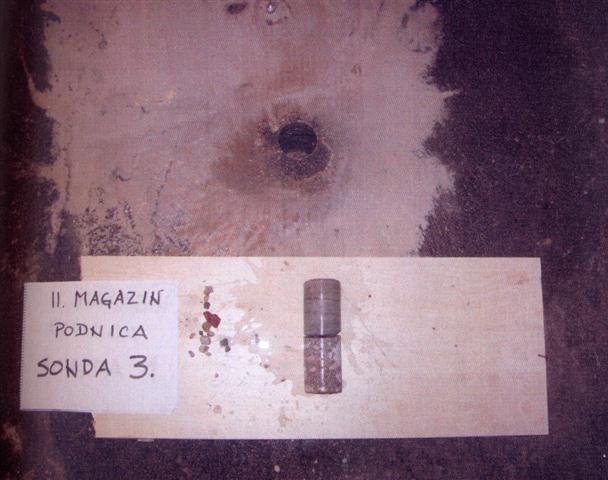 II. MAGAZIN
PODNICA
SONDA 3.